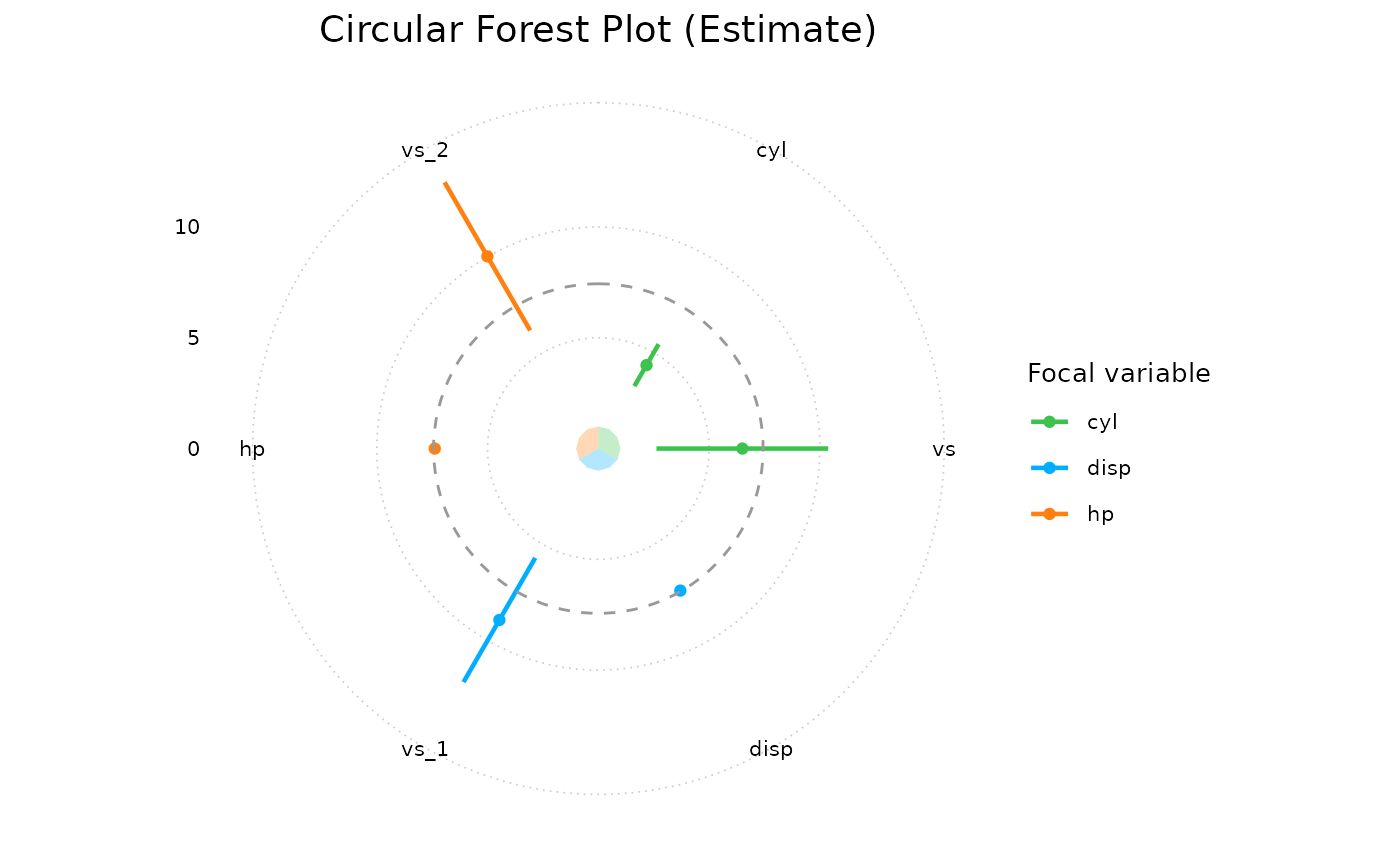 Circular Forest Plot (Estimate)
vs_2
cyl
10
5
0
hp
vs
vs_1
disp
Focal variable
cyl
disp
hp